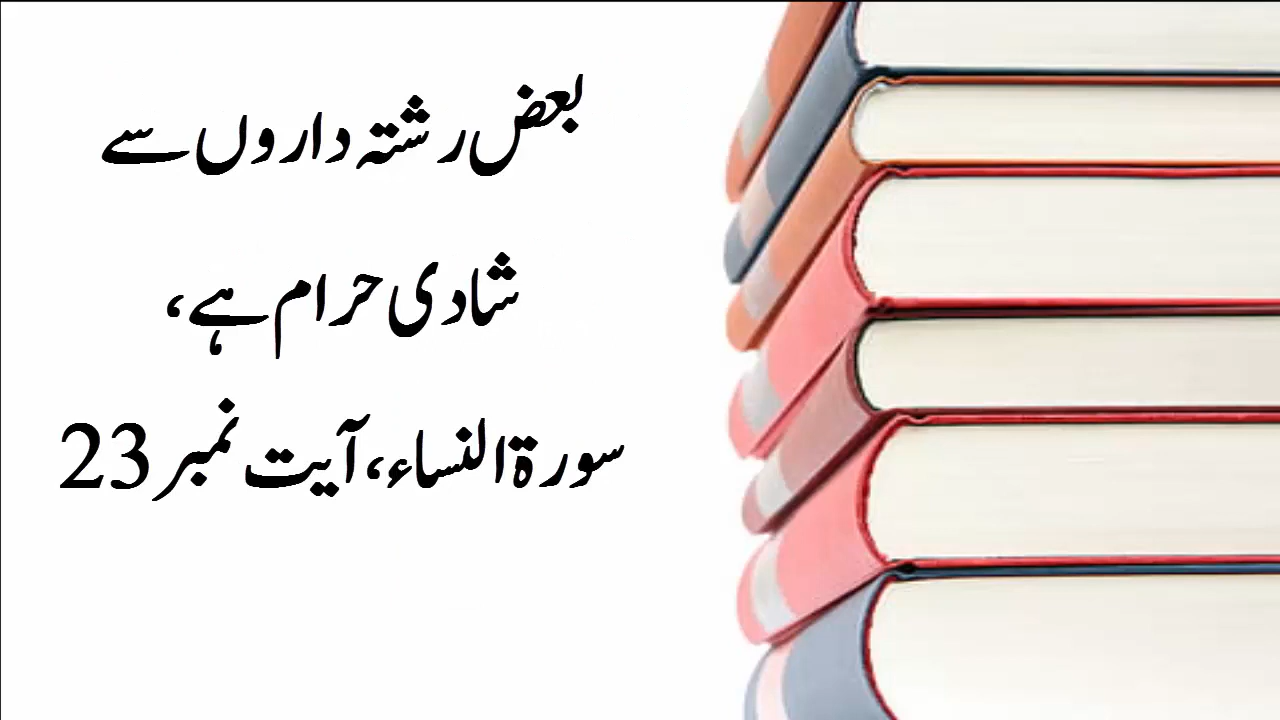 بعض رشتہ داروں سے
شادی حرام ہے،
سورۃ النساء، آیت نمبر 23